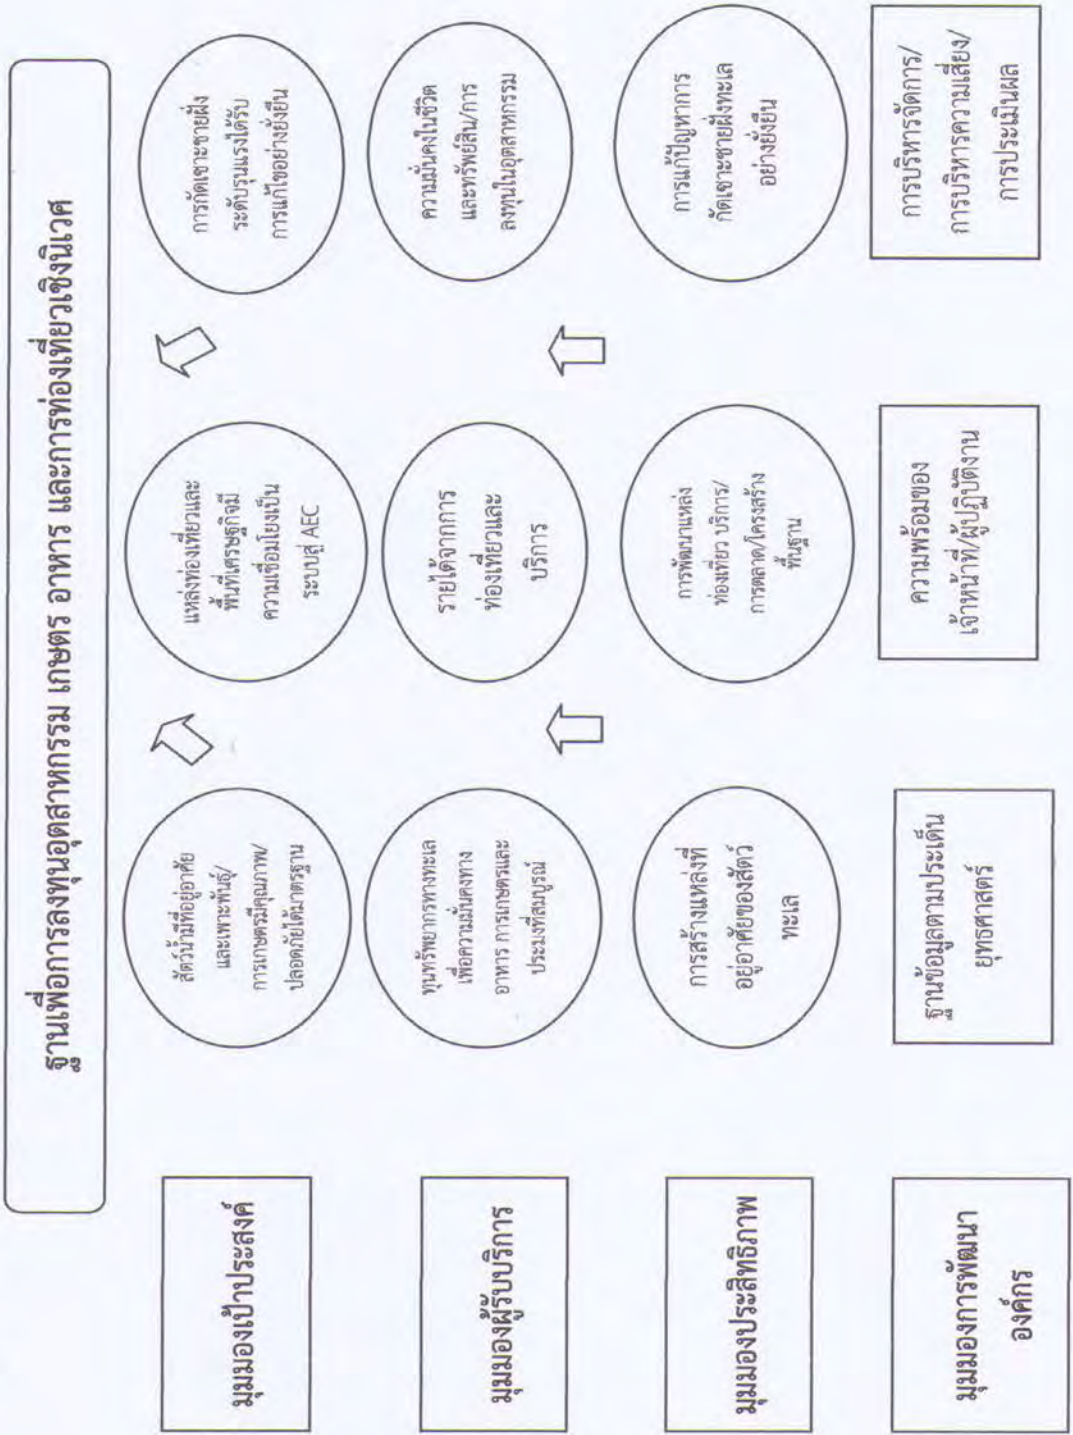 ฐานเพื่อการลงทุนอุตสาหกรรม เกษตร อาหาร และการท่องเที่ยวเชิงนิเวศ
มุมมองเป้าประสงค์
สัตว์น้ำมีที่อยู่อาศัย
และเพาะพันธุ์/
การเกษตรมีคุณภาพ/
ปลอดภัยได้มาตรฐาน
แหล่งท่องเที่ยวและ
พื้นที่เศรษฐกิจมี
ความเชื่อมโยงเป็น
ระบบสู่ AEC
การกัดเซาะชายฝั่ง
ระดับรุนแรงได้รับ
การแก้ไขอย่างยั่งยืน
มุมมองผู้รับบริการ
ทุนทรัพยากรทางทะเล
เพื่อความมั่นคงทาง
อาหาร การเกษตรและ
ประมงที่สมบูรณ์
รายได้จากการ
ท่องเที่ยวและ
บริการ
ความมั่นคงในชีวิต
และทรัพย์สิน/การ
ลงทุนในอุตสาหกรรม
มุมมองประสิทธิภาพ
การสร้างแหล่งที่
อยู่อาศัยของสัตว์
ทะเล
การพัฒนาแหล่ง
ท่องเที่ยว บริการ/
การตลาด/โครงสร้าง
พื้นฐาน
การแก้ปัญหาการ
กัดเซาะชายฝั่งทะเล
อย่างยั่งยืน
มุมมองการพัฒนา
องค์กร
ฐานข้อมูลตามประเด็น
ยุทธศาสตร์
ความพร้อมของ
เจ้าหน้าที่/ผู้ปฏิบัติงาน
การบริหารจัดการ/
การบริหารความเสี่ยง/
การประเมินผล